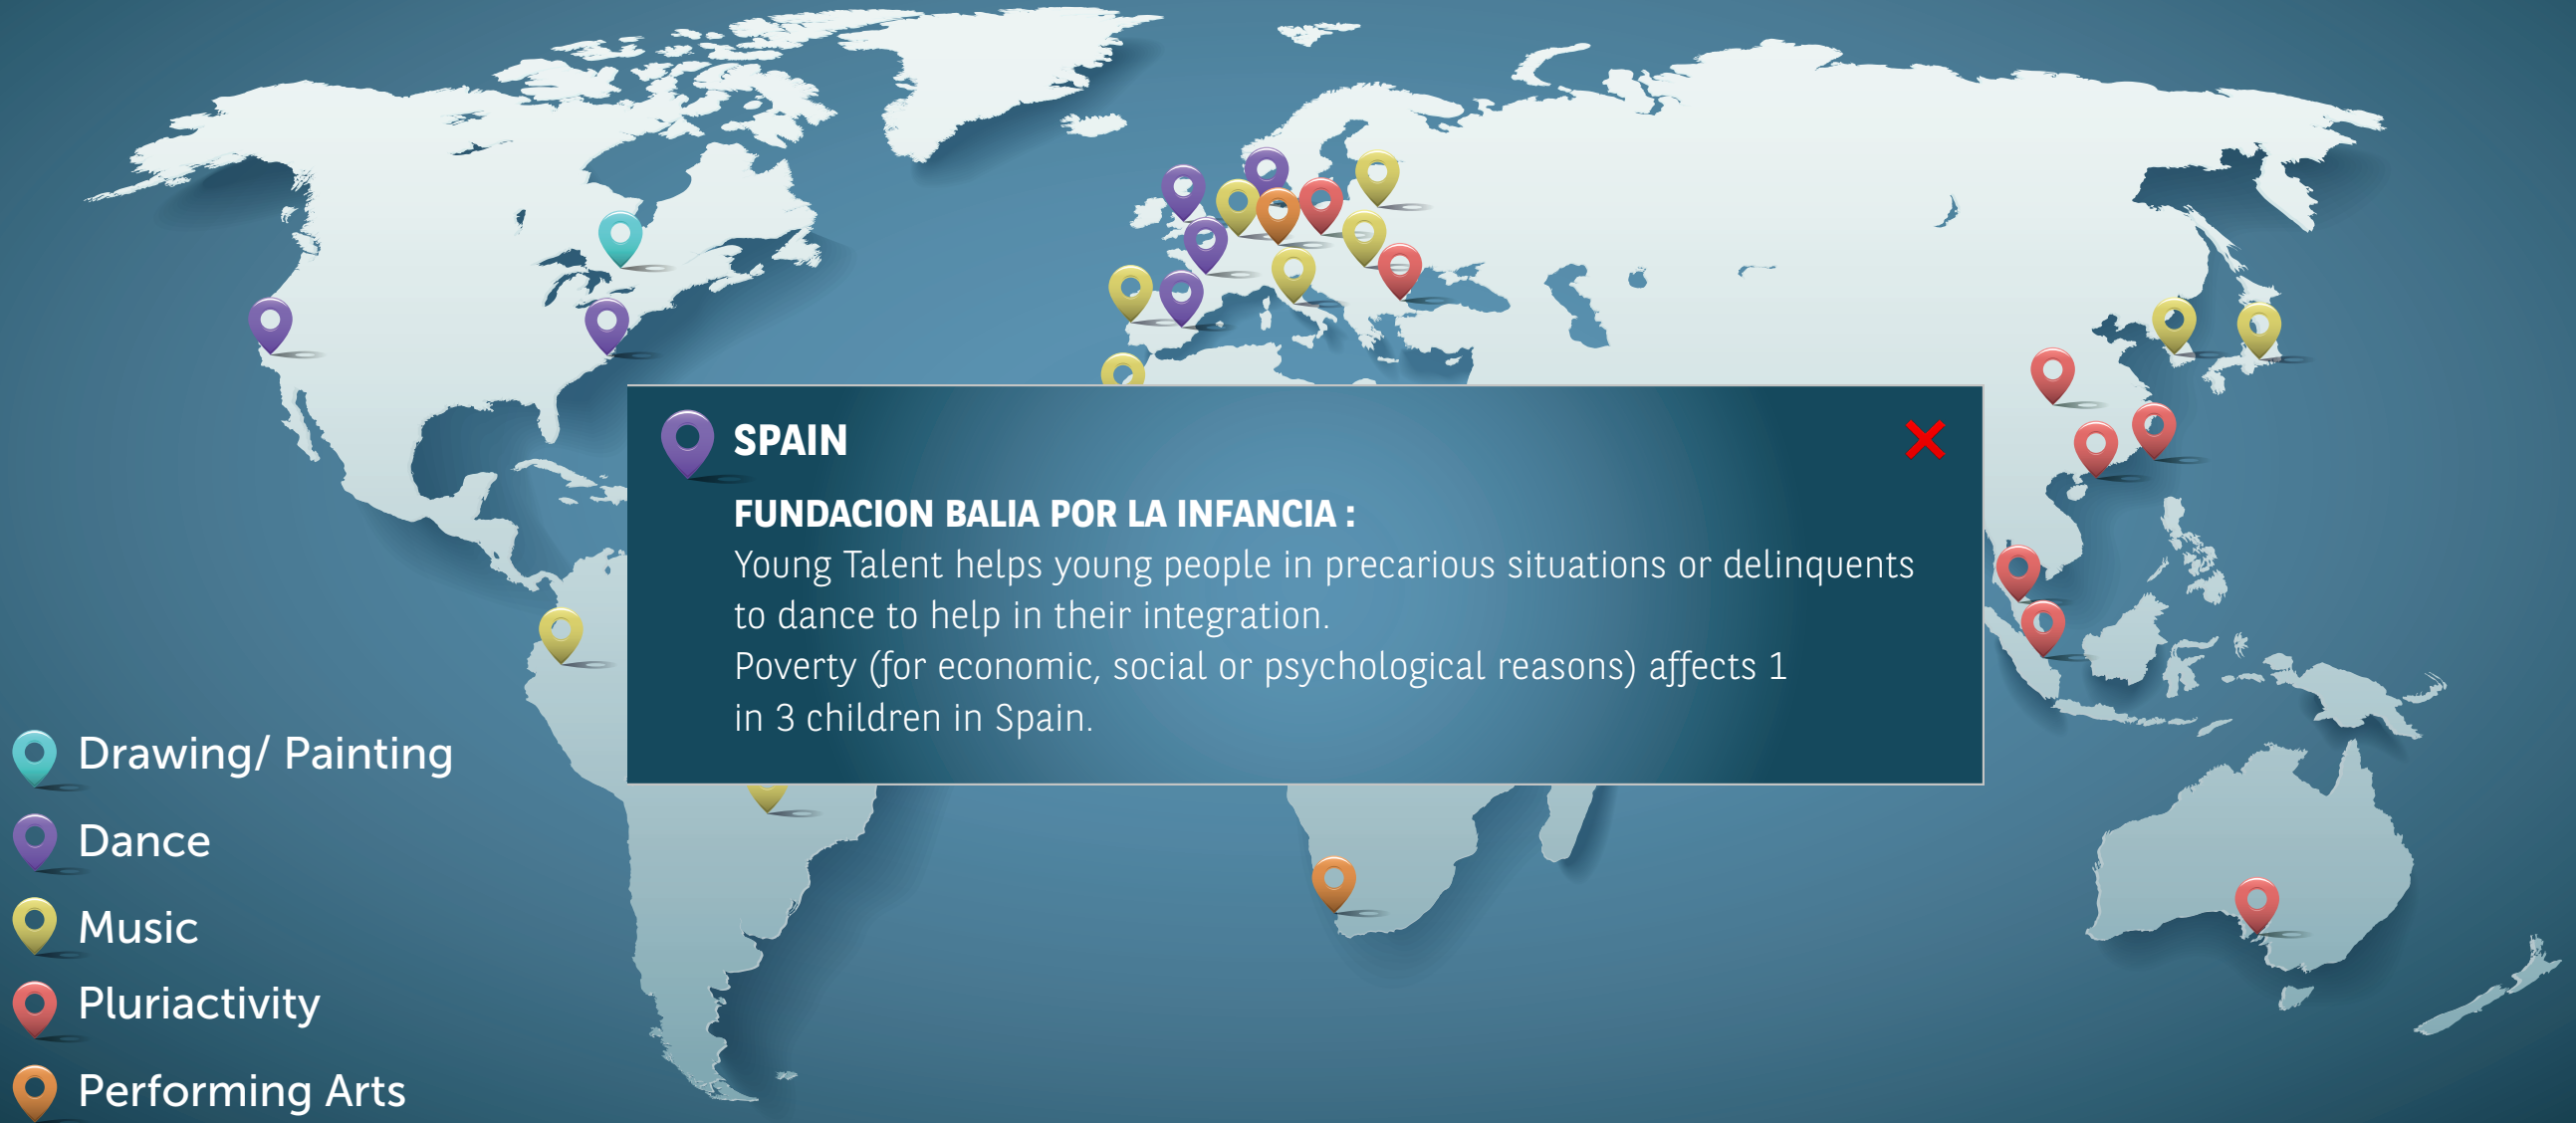 SPAIN
FUNDACION BALIA POR LA INFANCIA :
Young Talent helps young people in precarious situations or delinquents
to dance to help in their integration.
Poverty (for economic, social or psychological reasons) affects 1
in 3 children in Spain.
Drawing/ Painting
Dance
Music
Pluriactivity
Performing Arts